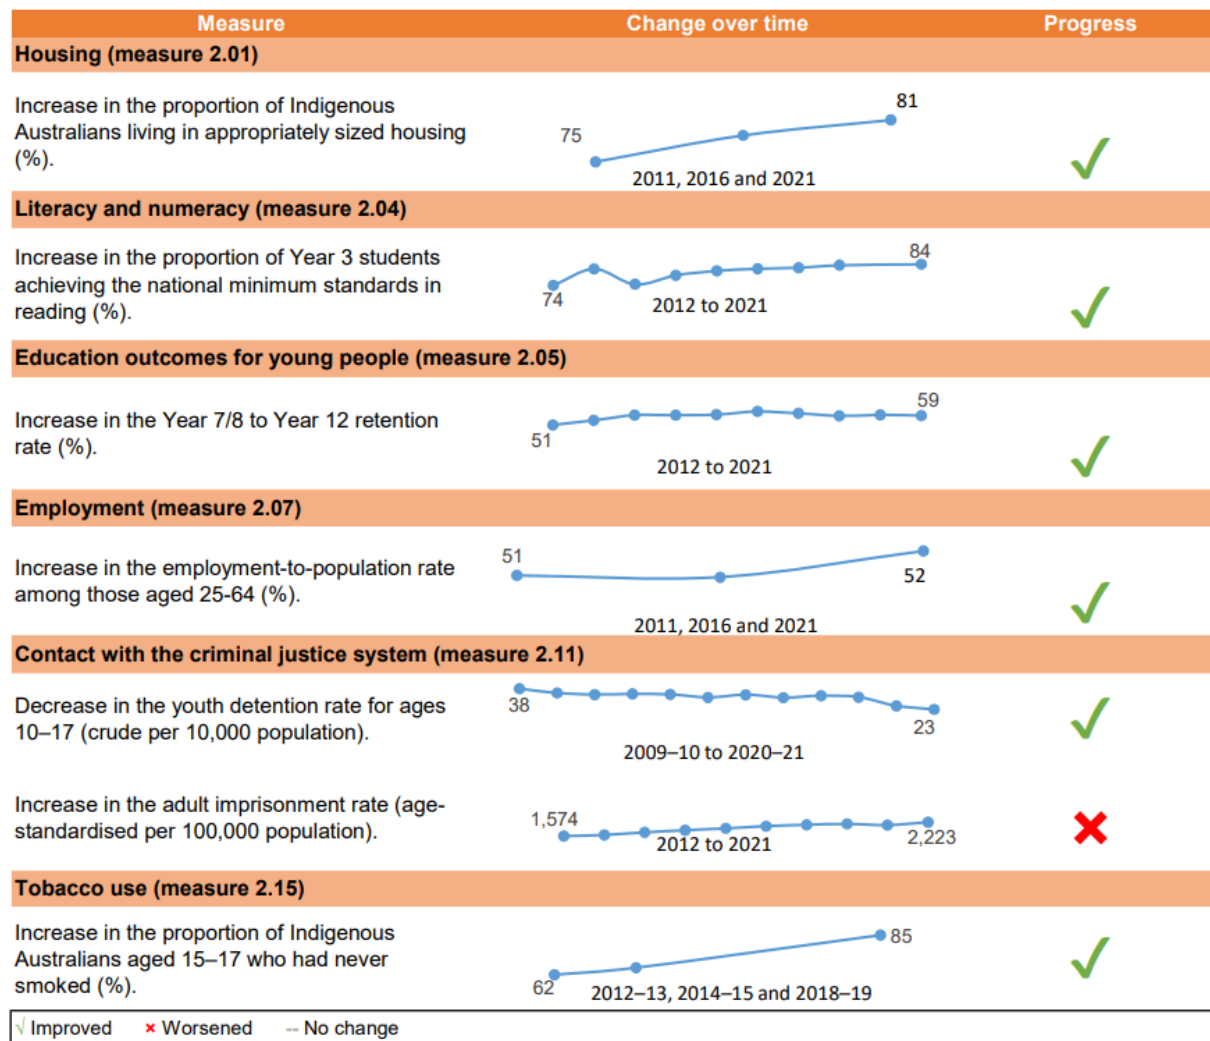 Measure Change over time Progress
Housing (measure 2.01)
Increase in the proportion of Indigenous
Australians living in appropriately sized housing
(%).
75
81
2011, 2016 and 2021
Literacy and numeracy (measure 2.04)
Increase in the proportion of Year 3 students
achieving the national minimum standards in
reading (%).
74
84
2012 to 2021
Education outcomes for young people (measure 2.05)
Increase in the Year 7/8 to Year 12 retention
rate (%).
51
59
2012 to 2021
Employment (measure 2.07)
Increase in the employment-to-population rate
among those aged 25-64 (%).
51
52
2011, 2016 and 2021
Contact with the criminal justice system (measure 2.11)
Decrease in the youth detention rate for ages
10–17 (crude per 10,000 population).
38
23
2009–10 to 2020–21
Increase in the adult imprisonment rate (age-
standardised per 100,000 population).
1,574
2,223
2012 to 2021
Tobacco use (measure 2.15)
Increase in the proportion of Indigenous
Australians aged 15–17 who had never
smoked (%).
62
85
2012–13, 2014–15 and 2018–19
√ Improved × Worsened -- No change